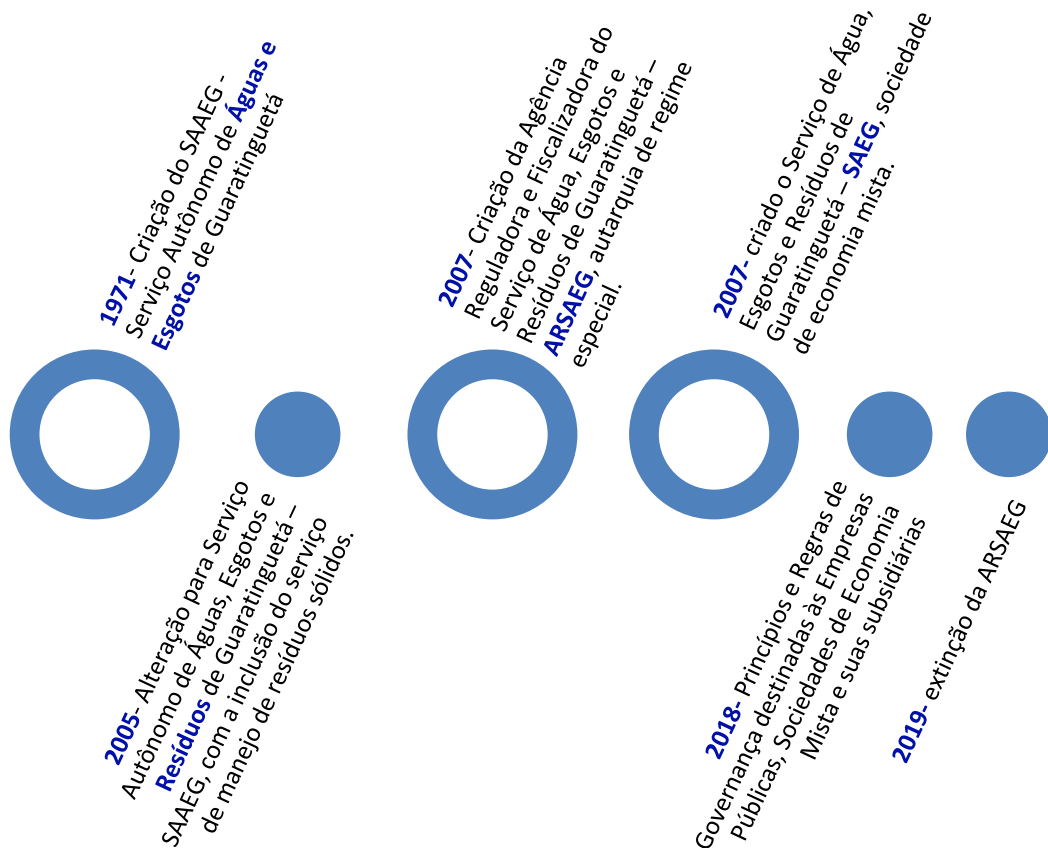 1971- Criação do SAAEG -
Serviço Autônomo de Águas e
Esgotos de Guaratinguetá
2005- Alteração para Serviço
Autônomo de Águas, Esgotos e
Resíduos de Guaratinguetá –
SAAEG, com a inclusão do serviço
de manejo de resíduos sólidos.
2007- Criação da Agência
Reguladora e Fiscalizadora do
Serviço de Água, Esgotos e
Resíduos de Guaratinguetá –
ARSAEG, autarquia de regime
especial.
2007- criado o Serviço de Água,
Esgotos e Resíduos de
Guaratinguetá – SAEG, sociedade
de economia mista.
2018- Princípios e Regras de
Governança destinadas às Empresas
Públicas, Sociedades de Economia
Mista e suas subsidiárias
2019- extinção da ARSAEG